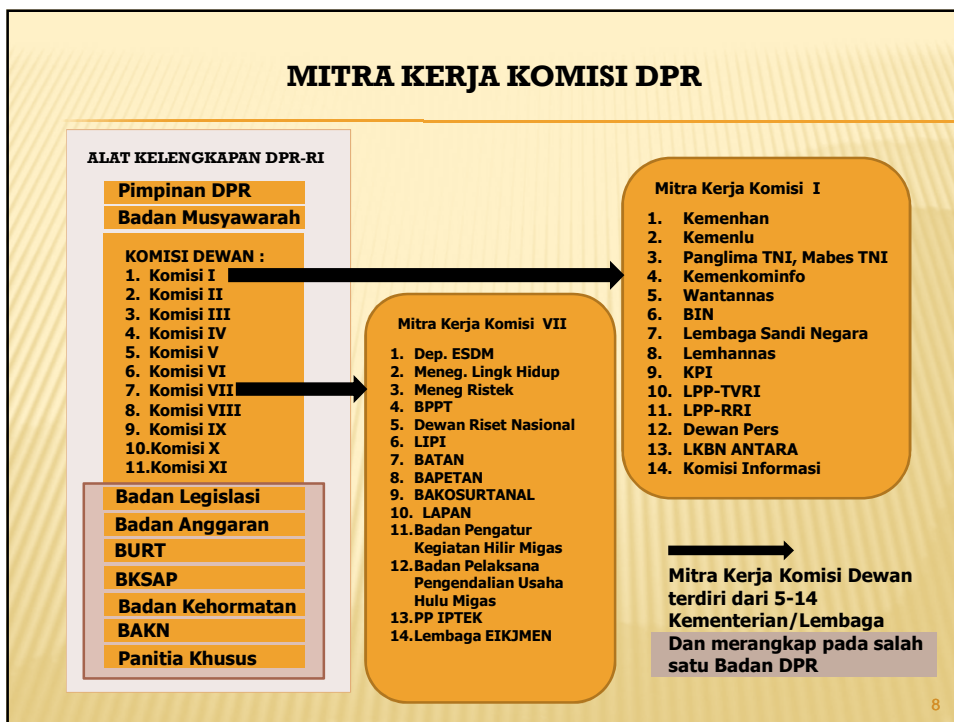 MITRA KERJA KOMISI DPR
ALAT KELENGKAPAN DPR-RI
Pimpinan DPR
Badan Musyawarah
KOMISI DEWAN :
1. Komisi I
2. Komisi II
3. Komisi III
4. Komisi IV
5. Komisi V
6. Komisi VI
7. Komisi VII
8. Komisi VIII
9. Komisi IX
10.Komisi X
11.Komisi XI
Badan Legislasi
Badan Anggaran
BURT
BKSAP
Badan Kehormatan
BAKN
Panitia Khusus
Mitra Kerja Komisi VII
1. Dep. ESDM
2. Meneg. Lingk Hidup
3. Meneg Ristek
4. BPPT
5. Dewan Riset Nasional
6. LIPI
7. BATAN
8. BAPETAN
9. BAKOSURTANAL
10. LAPAN
11.Badan Pengatur
Kegiatan Hilir Migas
12.Badan Pelaksana
Pengendalian Usaha
Hulu Migas
13.PP IPTEK
14.Lembaga EIKJMEN
Mitra Kerja Komisi I
1. Kemenhan
2. Kemenlu
3. Panglima TNI, Mabes TNI
4. Kemenkominfo
5. Wantannas
6. BIN
7. Lembaga Sandi Negara
8. Lemhannas
9. KPI
10. LPP-TVRI
11. LPP-RRI
12. Dewan Pers
13. LKBN ANTARA
14. Komisi Informasi
Mitra Kerja Komisi Dewan
terdiri dari 5-14
Kementerian/Lembaga
Dan merangkap pada salah
satu Badan DPR
8